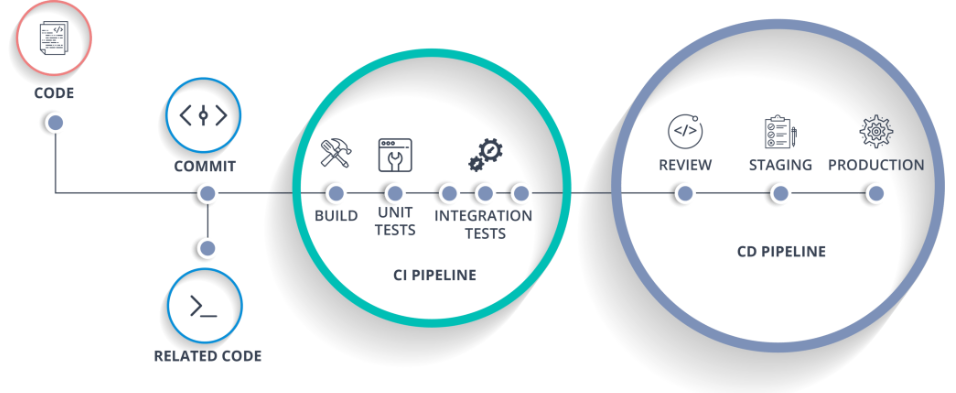 CODE
COMMIT
RELATED CODE
BUILD
UNIT
TESTS
INTEGRATION
TESTS
CI PIPELINE
REVIEW
STAGING
PRODUCTION
CD PIPELINE